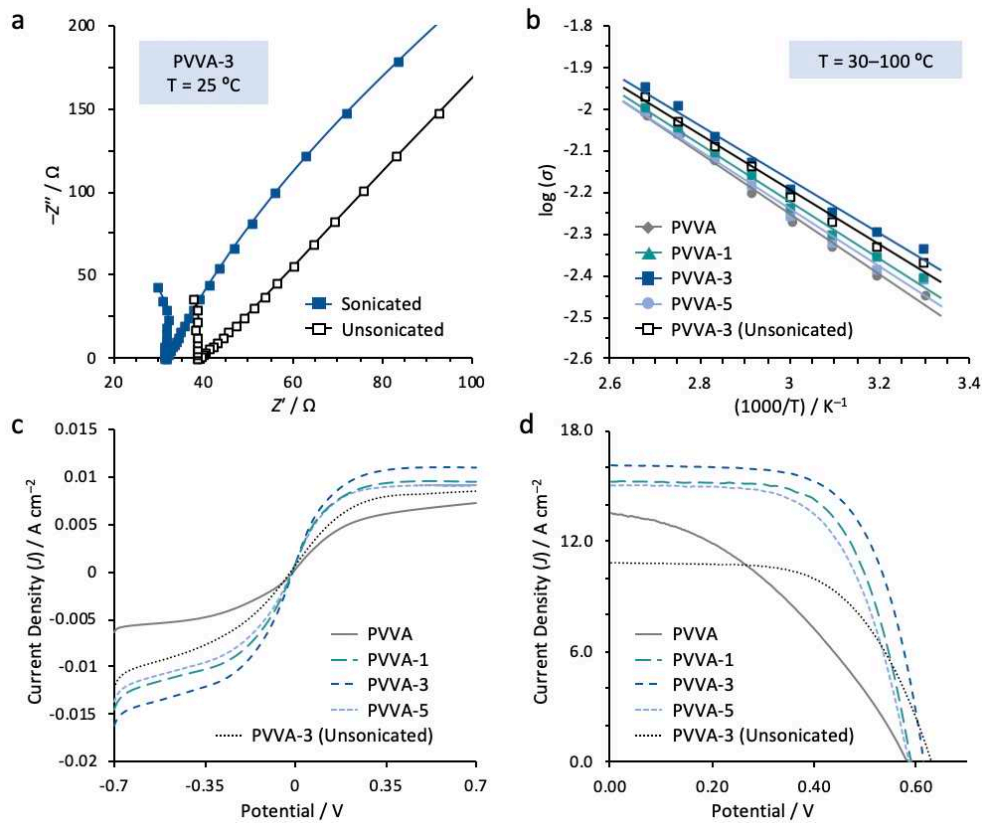 a
PVVA-3
T = 25 ⁰C
−Z″ / Ω
200
150
100
50
0
Sonicated
Unsonicated
20
40
60
80
100
Z′ / Ω
b
T = 30–100 ⁰C
log (σ)
-1.8
-1.9
-2
-2.1
-2.2
-2.3
-2.4
-2.5
-2.6
PVVA
PVVA-1
PVVA-3
PVVA-5
PVVA-3 (Unsonicated)
2.6
2.8
3
3.2
3.4
(1000/T) / K⁻¹
c
Current Density (J) / A cm⁻²
0.015
0.01
0.005
0
-0.005
-0.01
-0.015
-0.02
PVVA
PVVA-1
PVVA-3
PVVA-5
PVVA-3 (Unsonicated)
-0.7
-0.35
0
0.35
0.7
Potential / V
d
Current Density (J) / A cm⁻²
18.0
12.0
6.0
0.0
PVVA
PVVA-1
PVVA-3
PVVA-5
PVVA-3 (Unsonicated)
0.00
0.20
0.40
0.60
Potential / V